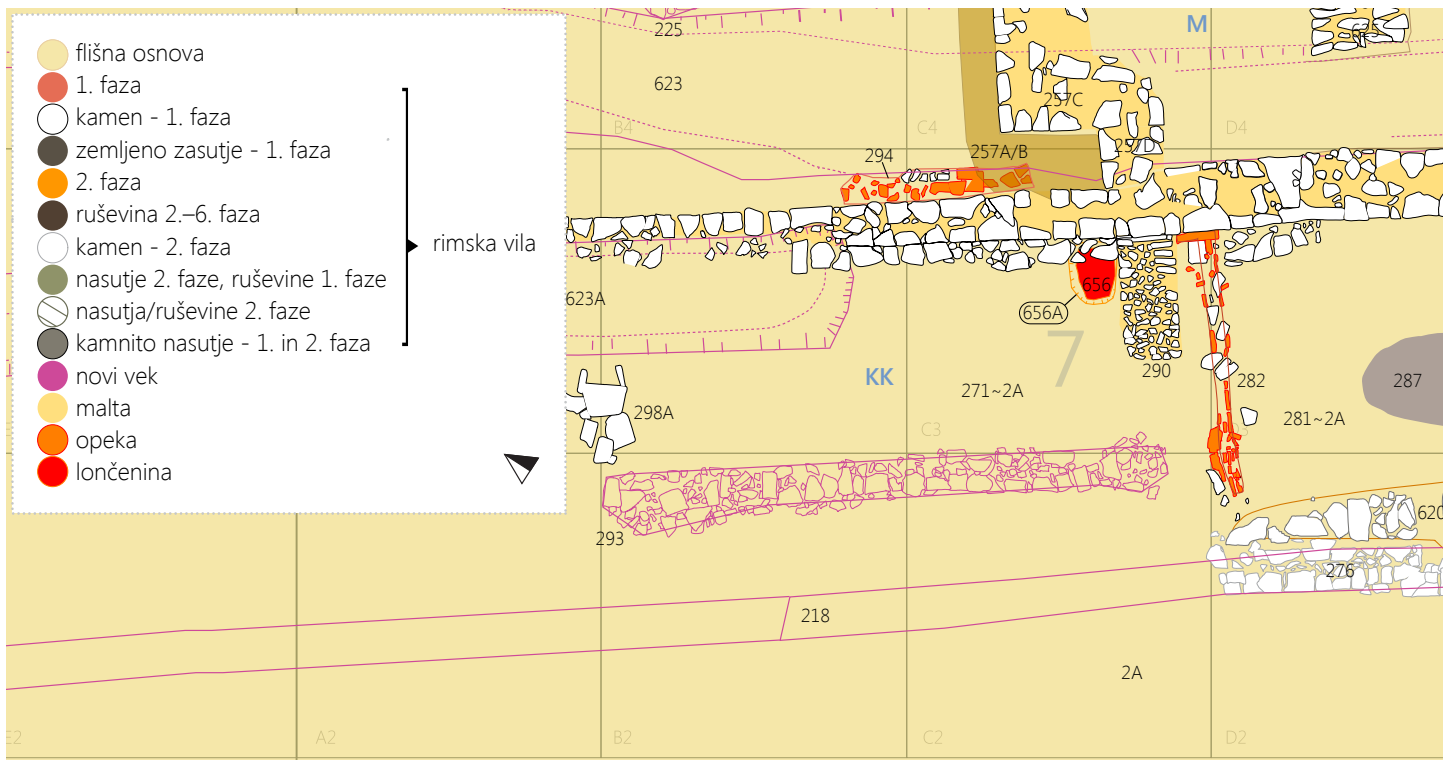 flišna osnova
1. faza
kamen - 1. faza
zemljeno zasutje - 1. faza
2. faza
ruševina 2.–6. faza
kamen - 2. faza
nasutje 2. faze, ruševine 1. faze
nasutja/ruševine 2. faze
kamnito nasutje - 1. in 2. faza
novi vek
malta
opeka
lončenina
rimska vila
225
M
623
257C
B4
C4
D4
294
257A/B
623A
656
656A
7
290
KK
298A
271~2A
282
287
281~2A
C3
293
620
276
218
2A
A2
B2
C2
D2